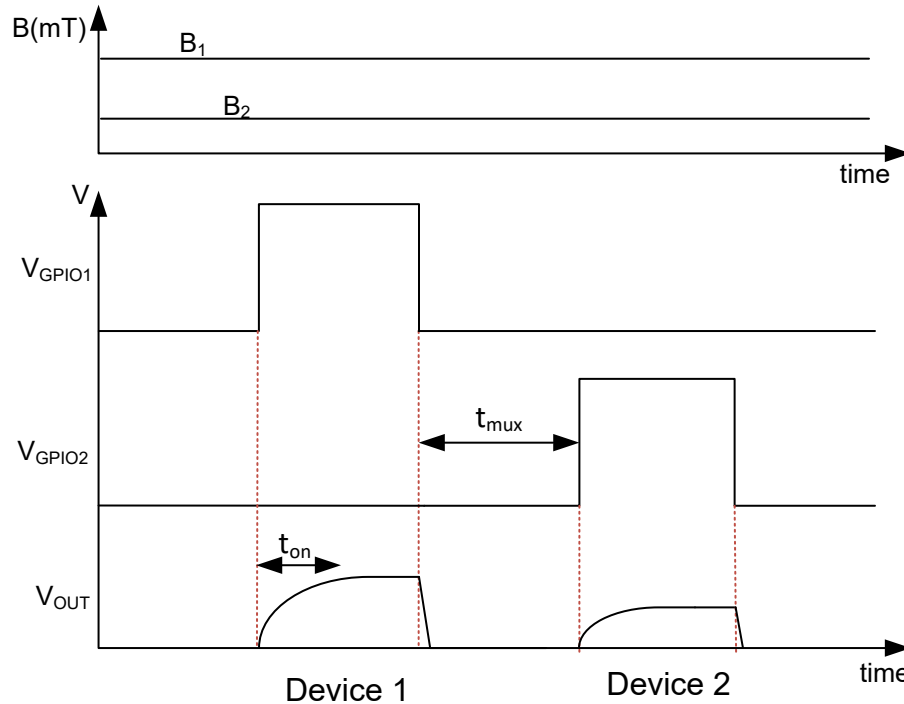 B(mT)
B1
B2
time
V
VGPIO1
tmux
VGPIO2
ton
VOUT
time
Device 1
Device 2